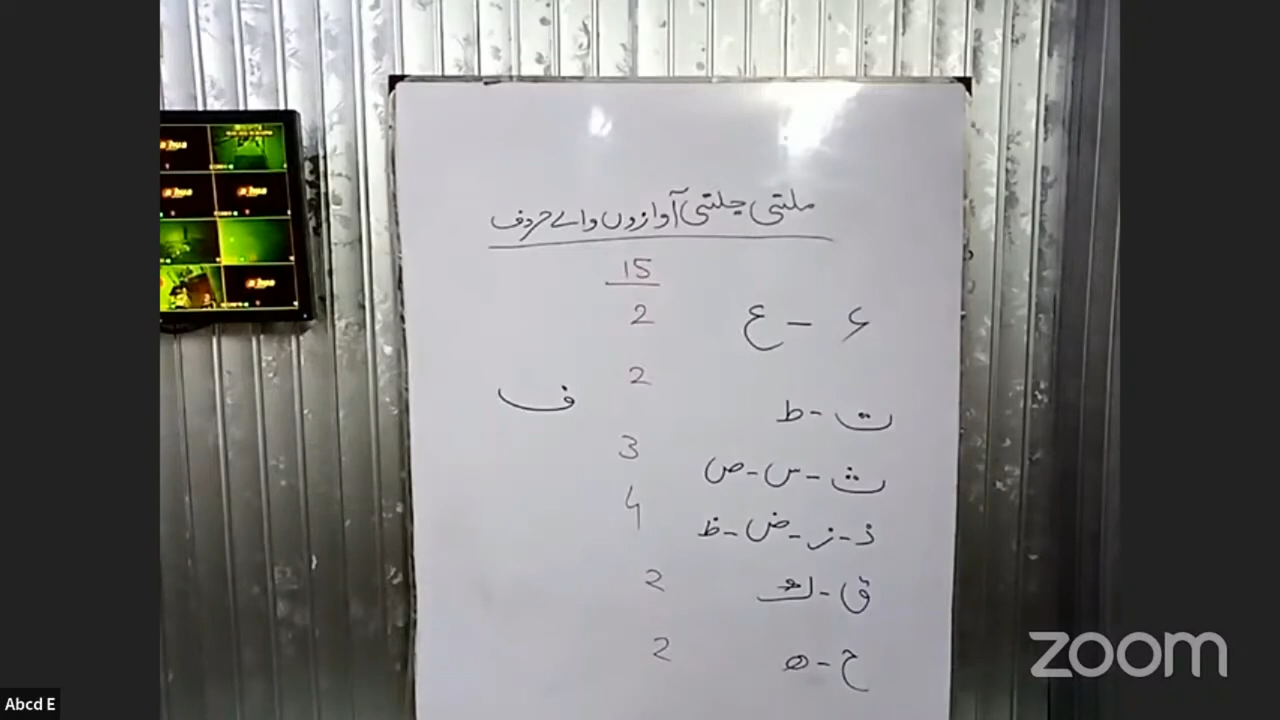 ملتی جلتی آوازوں والے حروف
15
ء - ع 2
2
ف
ت - ط
ث - س - ص 3
ذ - ز - ض - ظ 4
ق - ك 2
ح - ھ 2
zoom
Abcd E